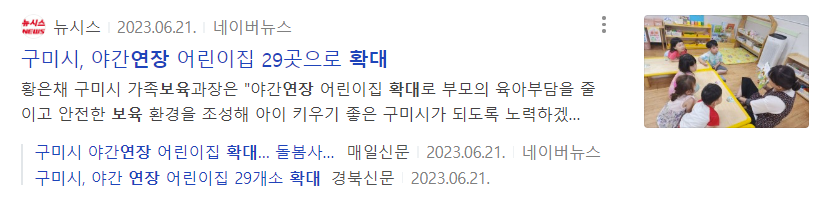 뉴시스 NEWS 뉴시스 2023.06.21. 네이버뉴스
구미시, 야간연장 어린이집 29곳으로 확대
황은채 구미시 가족보육과장은 "야간연장 어린이집 확대로 부모의 육아부담을 줄
이고 안전한 보육 환경을 조성해 아이 키우기 좋은 구미시가 되도록 노력하겠...
구미시 야간연장 어린이집 확대... 돌봄사... 매일신문 2023.06.21. 네이버뉴스
구미시, 야간 연장 어린이집 29개소 확대 경북신문 2023.06.21.